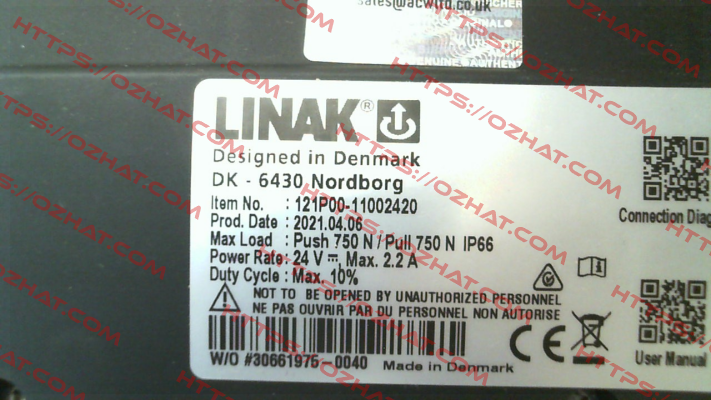 sales@acwltd.co.uk
LINAK®
Designed in Denmark
DK - 6430 Nordborg
Item No. : 121P00-11002420
Prod. Date : 2021.04.06
Max Load : Push 750 N / Pull 750 N IP66
Power Rate: 24 V ⎓, Max. 2.2 A
Duty Cycle : Max. 10%
NOT TO BE OPENED BY UNAUTHORIZED PERSONNEL
NE PAS OUVRIR PAR DU PERSONNEL NON AUTORISE
W/O #30661975-0040 Made in Denmark
Connection Diag
User Manual
HTTPS://OZHAT.COM